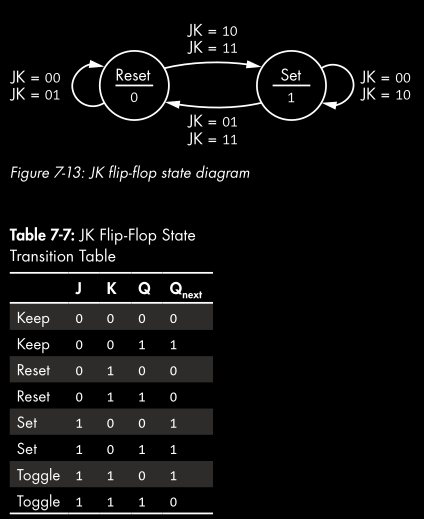 JK = 10
JK = 11
JK = 00
JK = 01
Reset
0
Set
1
JK = 00
JK = 10
JK = 01
JK = 11
Figure 7-13: JK flip-flop state diagram
Table 7-7: JK Flip-Flop State
Transition Table
J K Q Qnext
Keep 0 0 0 0
Keep 0 0 1 1
Reset 0 1 0 0
Reset 0 1 1 0
Set 1 0 0 1
Set 1 0 1 1
Toggle 1 1 0 1
Toggle 1 1 1 0